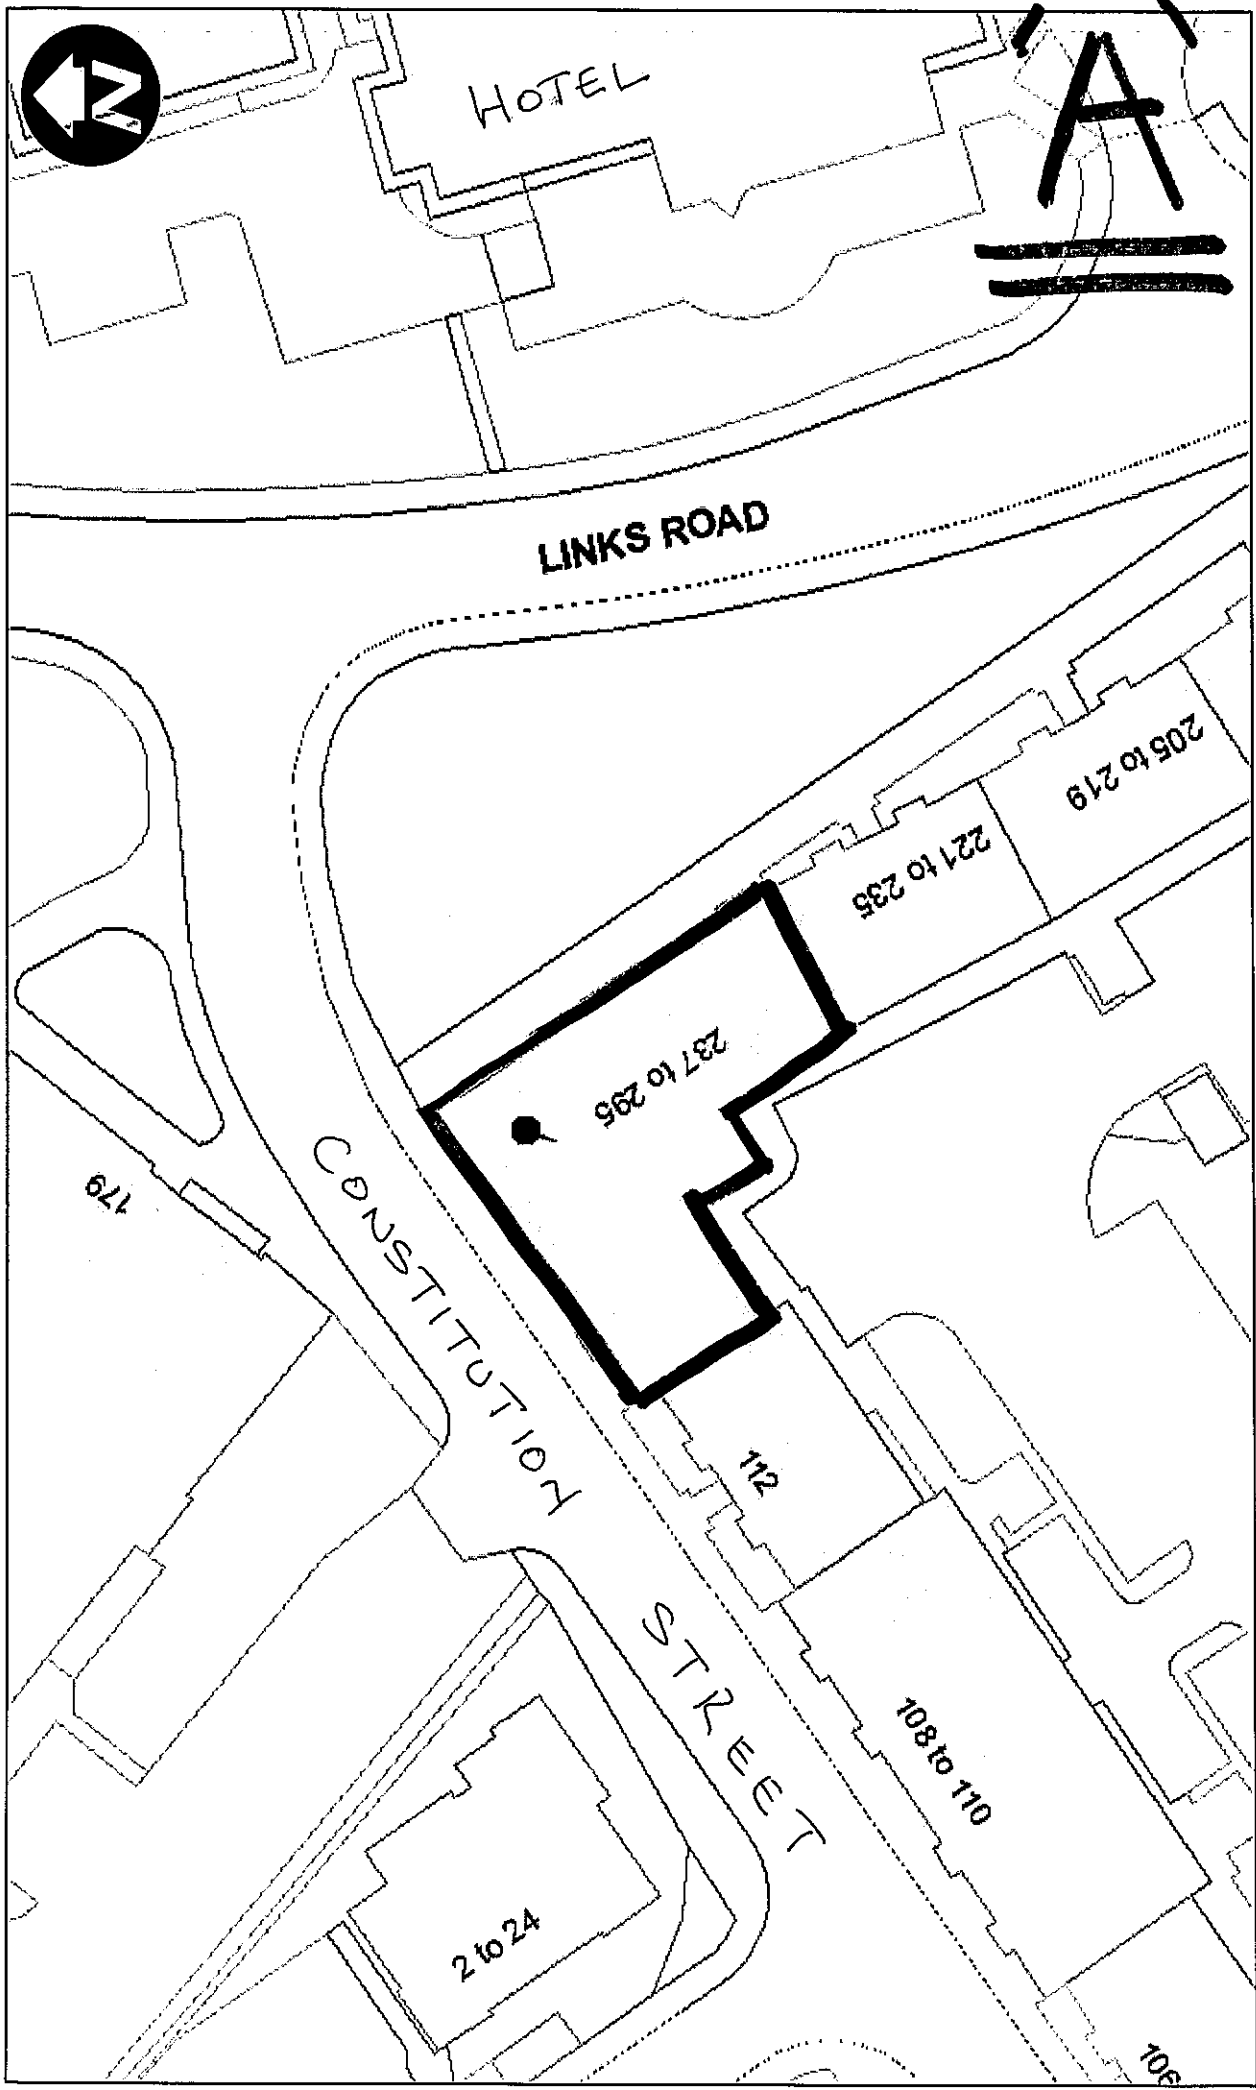 N
HOTEL
'A'
LINKS ROAD
205 to 219
221 to 235
237 to 295
179
CONSTITUTION
STREET
112
108 to 110
2 to 24
106